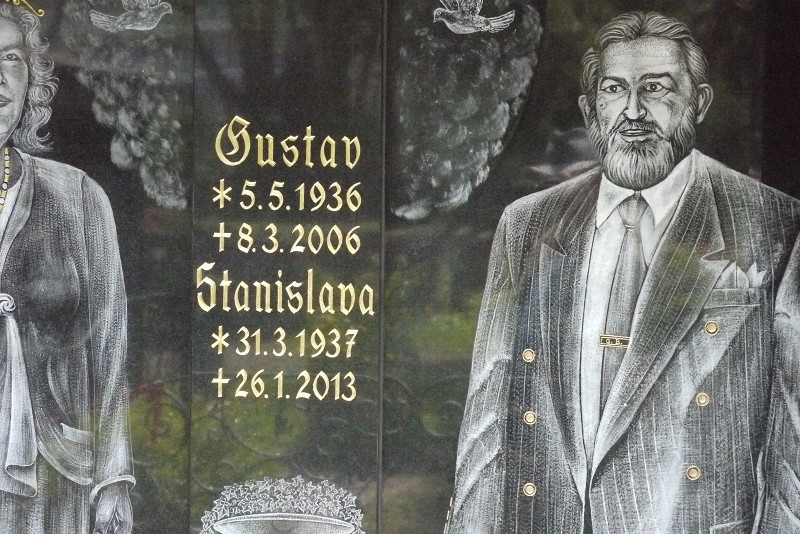 Gustav
*5.5.1936
†8.3.2006
Stanislava
*31.3.1937
†26.1.2013